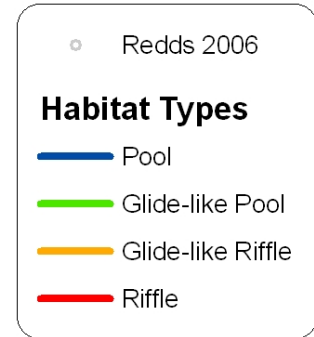 Redds 2006
Habitat Types
Pool
Glide-like Pool
Glide-like Riffle
Riffle